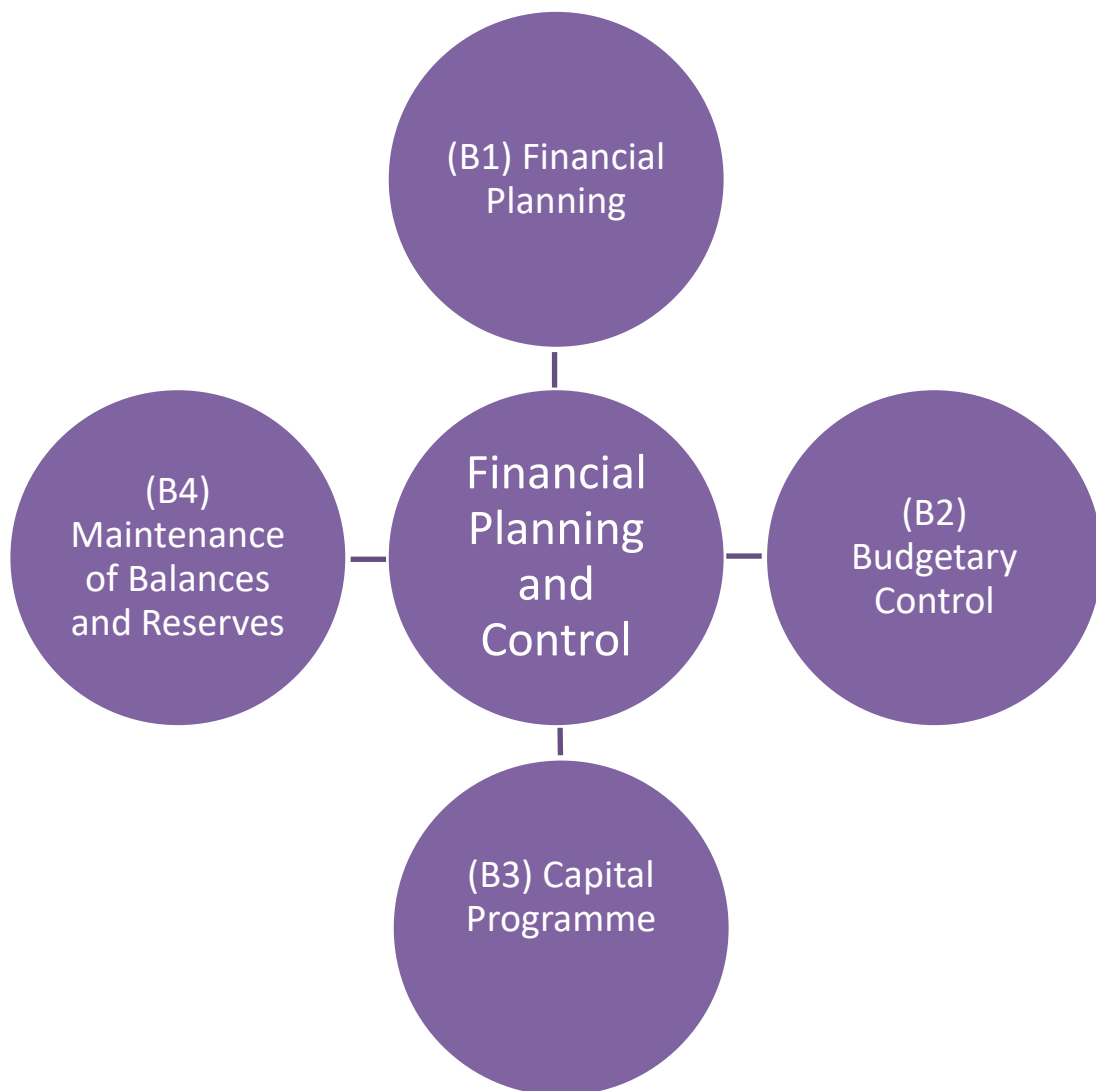 (B1) Financial
Planning
(B4)
Maintenance
of Balances
and Reserves
Financial
Planning
and
Control
(B2)
Budgetary
Control
(B3) Capital
Programme